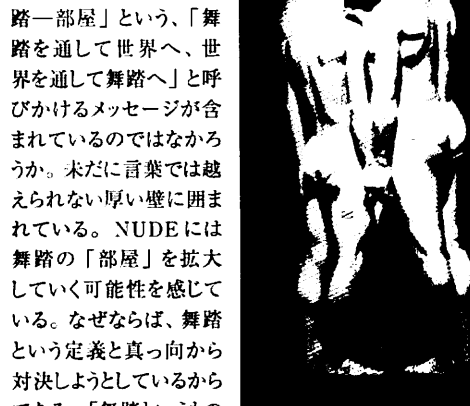 踏―部屋」という、「舞
踏を通して世界へ、世
界を通して舞踏へ」と呼
びかけるメッセージが含
まれているのではなかろ
うか。未だに言葉では越
えられない厚い壁に囲ま
れている。NUDEには
舞踏の「部屋」を拡大
していく可能性を感じて
いる。なぜならば、舞踏
という定義と真っ向から
対決しようとしているから